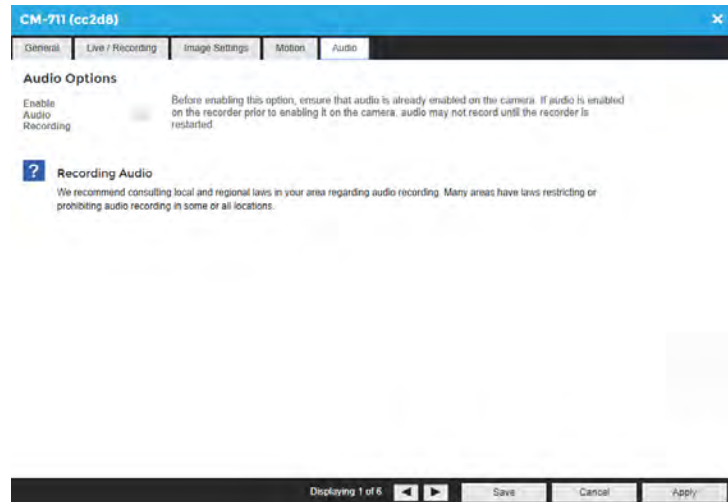 CM-711 (cc2d8)
General Live / Recording Image Settings Motion Audio
Audio Options
Enable
Audio
Recording
Before enabling this option, ensure that audio is already enabled on the camera. If audio is enabled
on the recorder prior to enabling it on the camera, audio may not record until the recorder is
restarted.
? Recording Audio
We recommend consulting local and regional laws in your area regarding audio recording. Many areas have laws restricting or
prohibiting audio recording in some or all locations.
Displaying 1 of 6 Save Cancel Apply